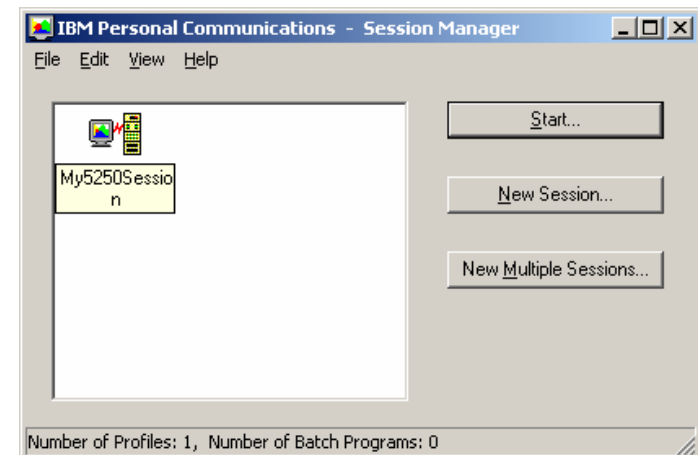 IBM Personal Communications - Session Manager
File Edit View Help
My5250Sessio
n
Start...
New Session...
New Multiple Sessions...
Number of Profiles: 1, Number of Batch Programs: 0